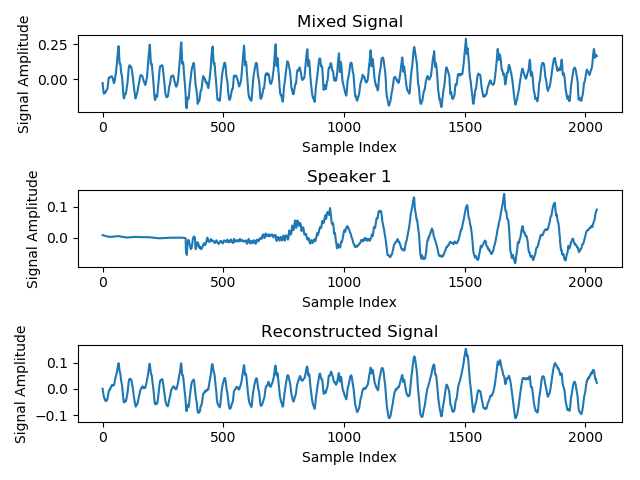 Mixed Signal
Signal Amplitude
0.25
0.00
0 500 1000 1500 2000
Sample Index
Speaker 1
Signal Amplitude
0.1
0.0
0 500 1000 1500 2000
Sample Index
Reconstructed Signal
Signal Amplitude
0.1
0.0
−0.1
0 500 1000 1500 2000
Sample Index